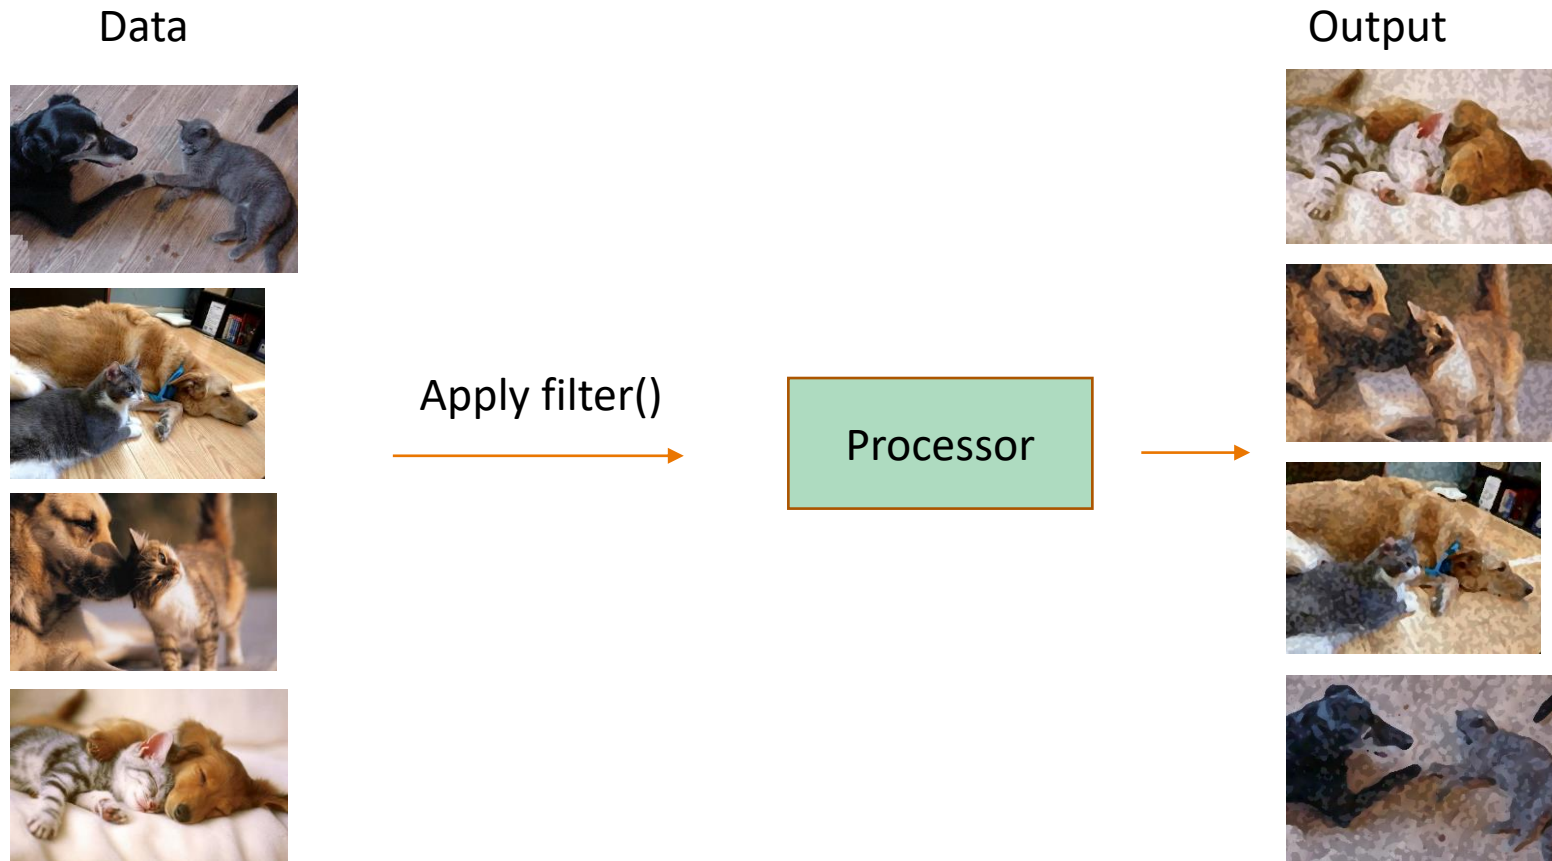 Data
Output
Apply filter()
Processor